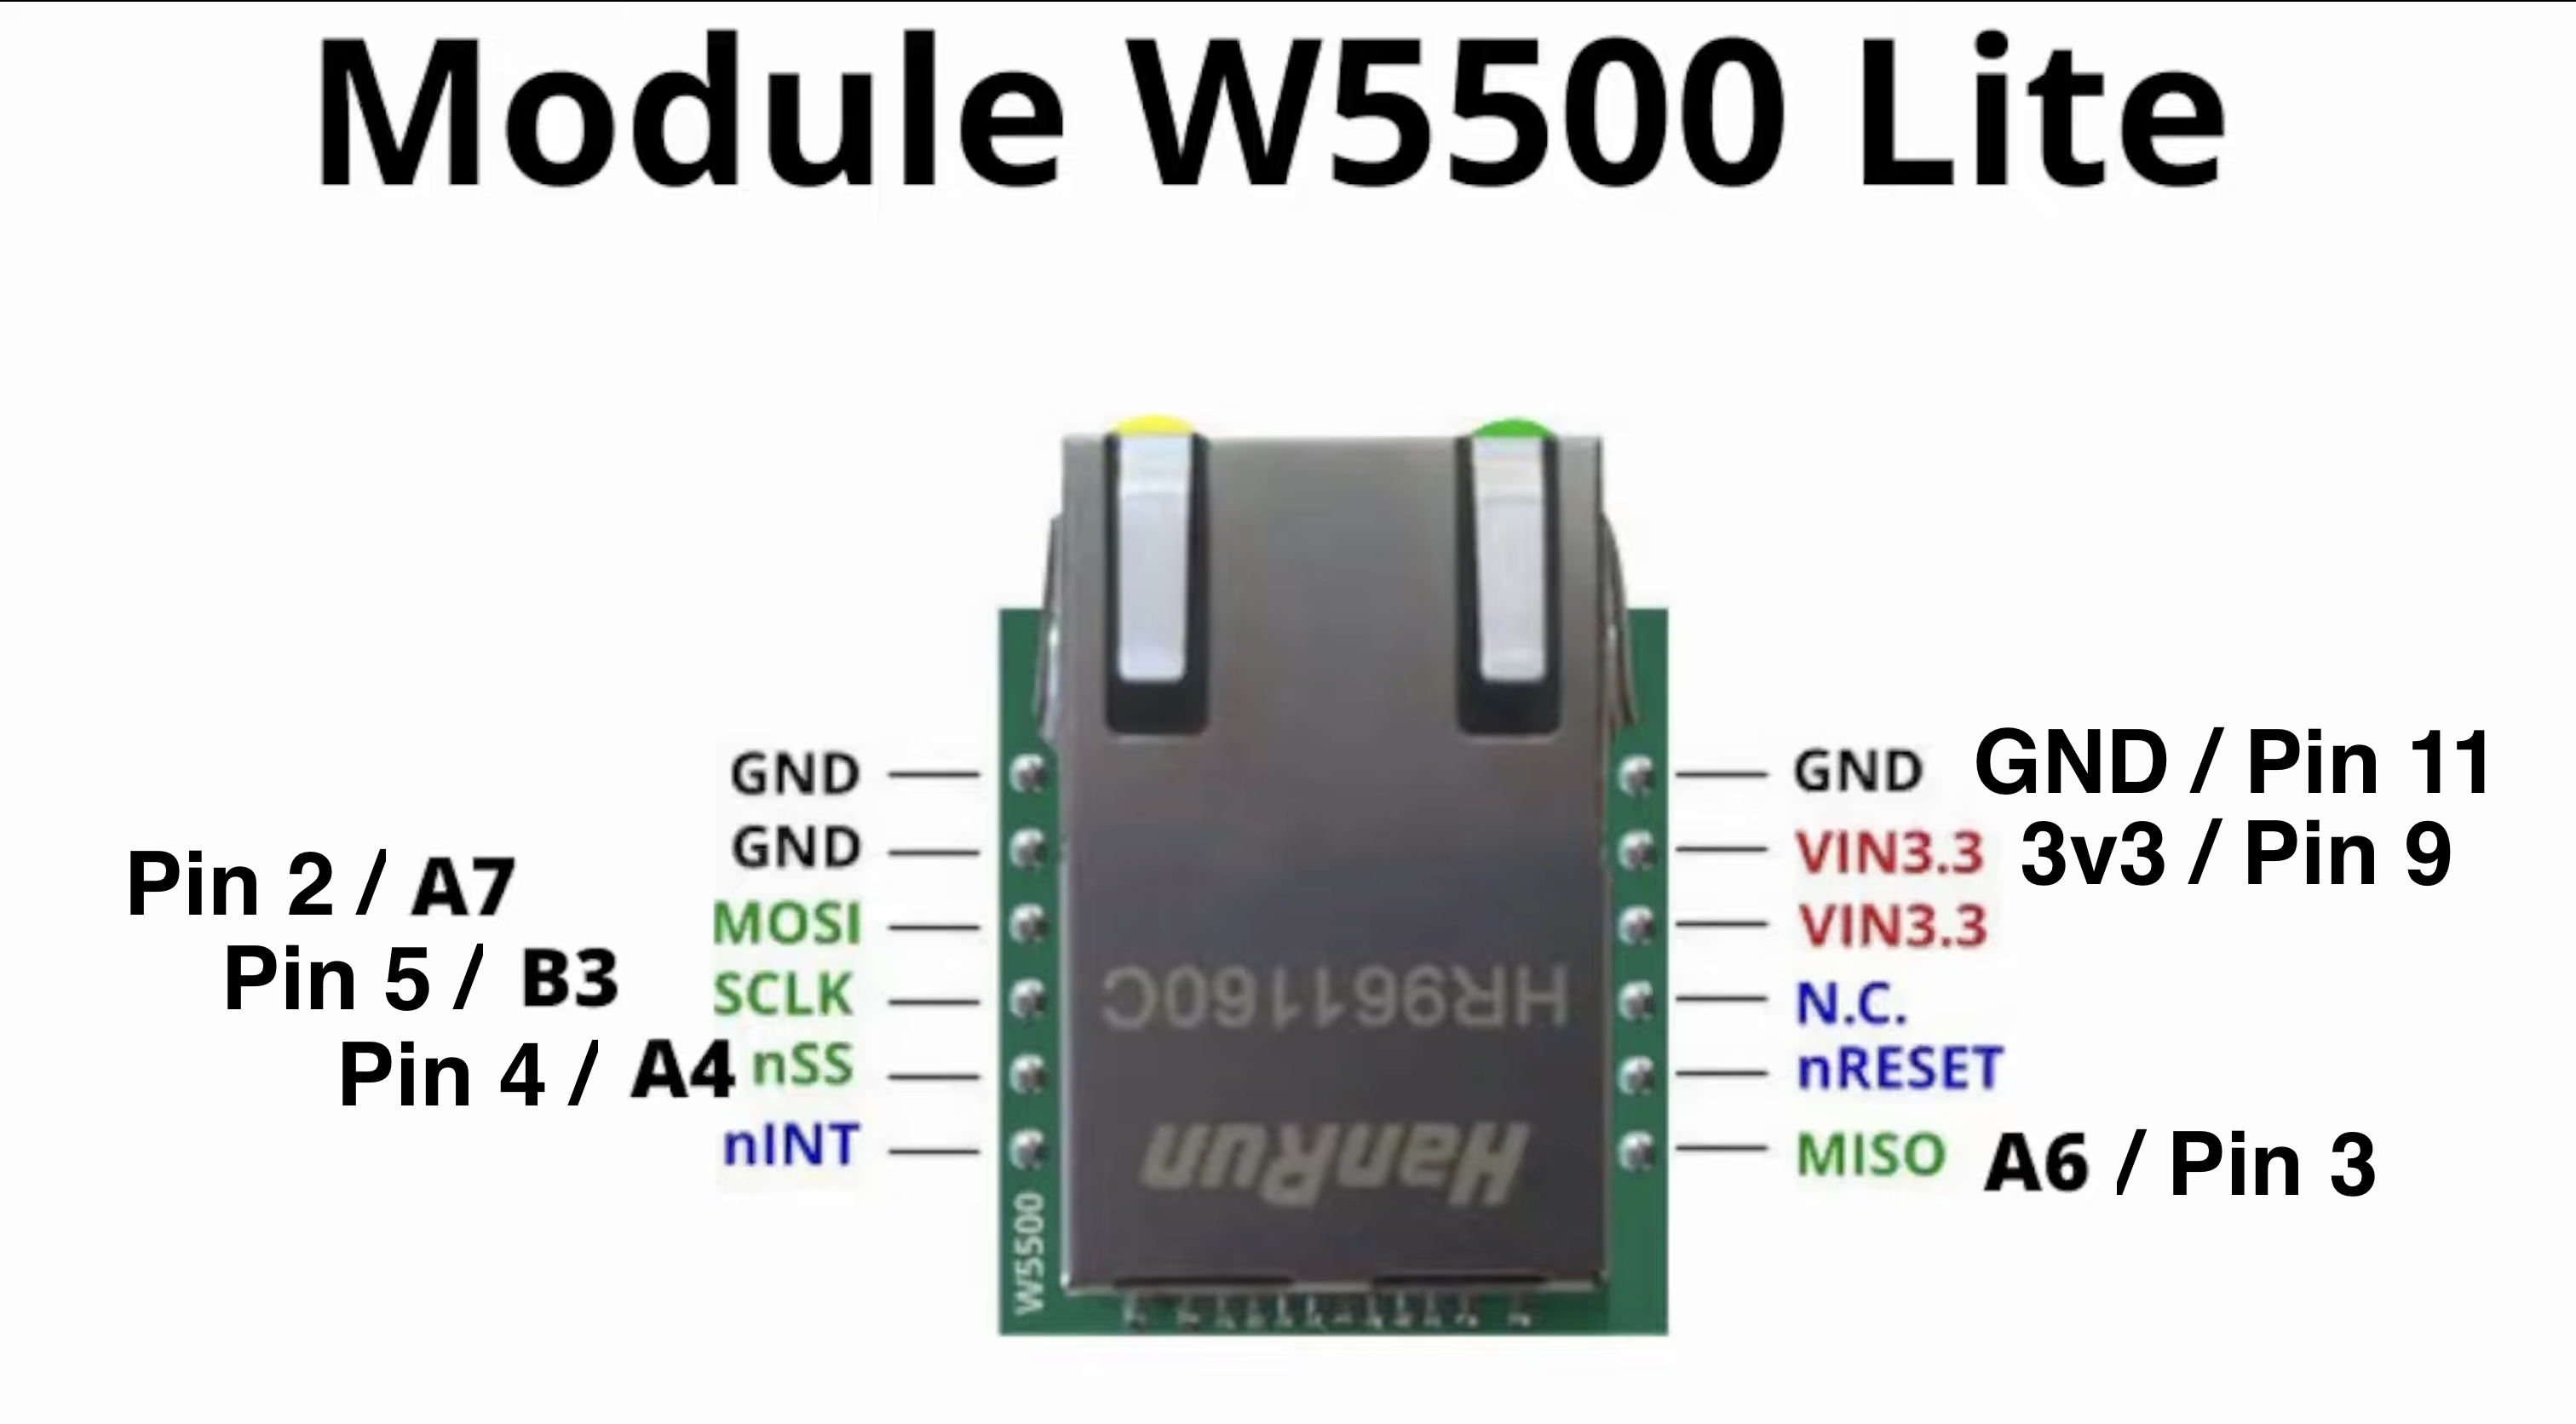 Module W5500 Lite
GND
GND
Pin 2 / A7
MOSI
Pin 5 / B3
SCLK
Pin 4 / A4 nSS
nINT
GND GND / Pin 11
VIN3.3 3v3 / Pin 9
VIN3.3
N.C.
nRESET
MISO A6 / Pin 3
HR961160C
HanRun
W5500